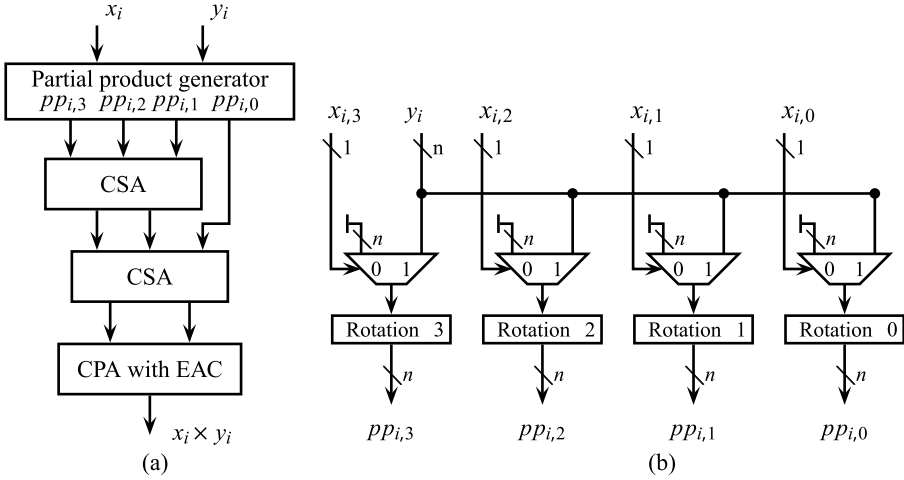 x_i y_i
Partial product generator
pp_{i,3} pp_{i,2} pp_{i,1} pp_{i,0}
CSA
CSA
CPA with EAC
x_i × y_i
(a)
x_{i,3} y_i x_{i,2} x_{i,1} x_{i,0}
1 n 1 1 1
n n n n
0 1 0 1 0 1 0 1
Rotation 3 Rotation 2 Rotation 1 Rotation 0
n n n n
pp_{i,3} pp_{i,2} pp_{i,1} pp_{i,0}
(b)